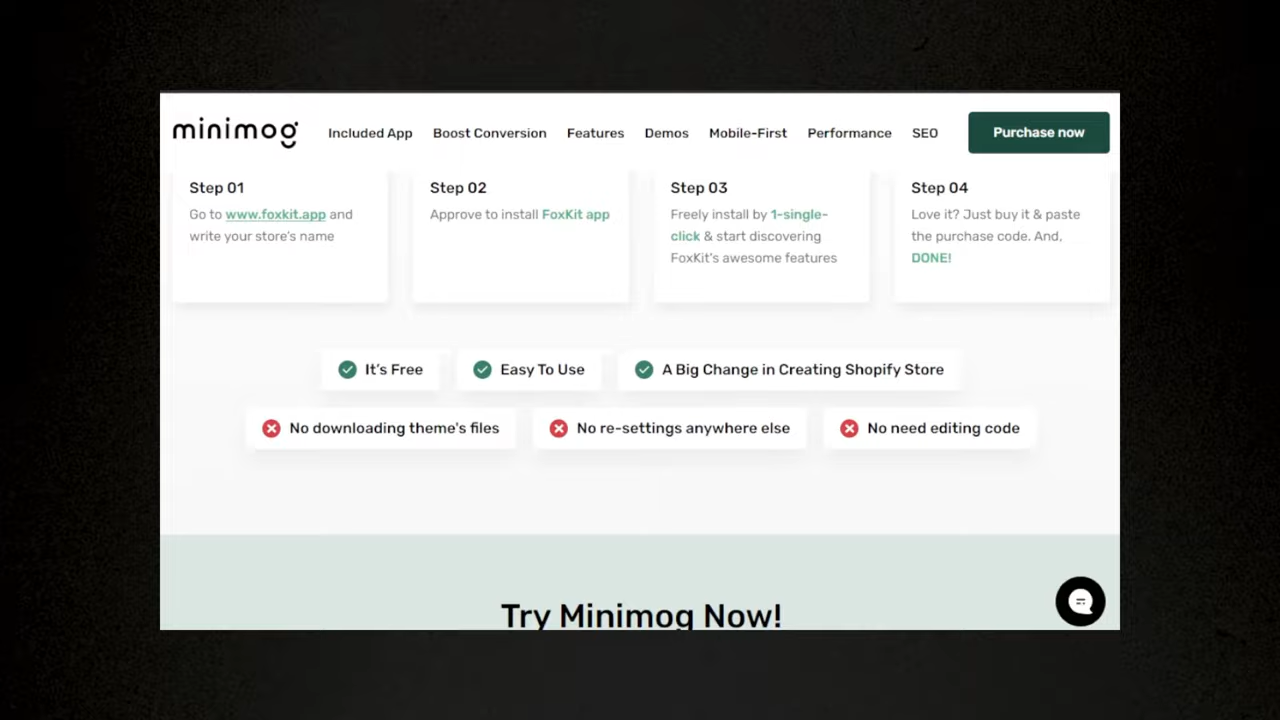 minimog
Included App
Boost Conversion
Features
Demos
Mobile-First
Performance
SEO
Purchase now
Step 01
Go to www.foxkit.app and
write your store's name
Step 02
Approve to install FoxKit app
Step 03
Freely install by 1-single-
click & start discovering
FoxKit's awesome features
Step 04
Love it? Just buy it & paste
the purchase code. And,
DONE!
It's Free
Easy To Use
A Big Change in Creating Shopify Store
No downloading theme's files
No re-settings anywhere else
No need editing code
Try Minimog Now!